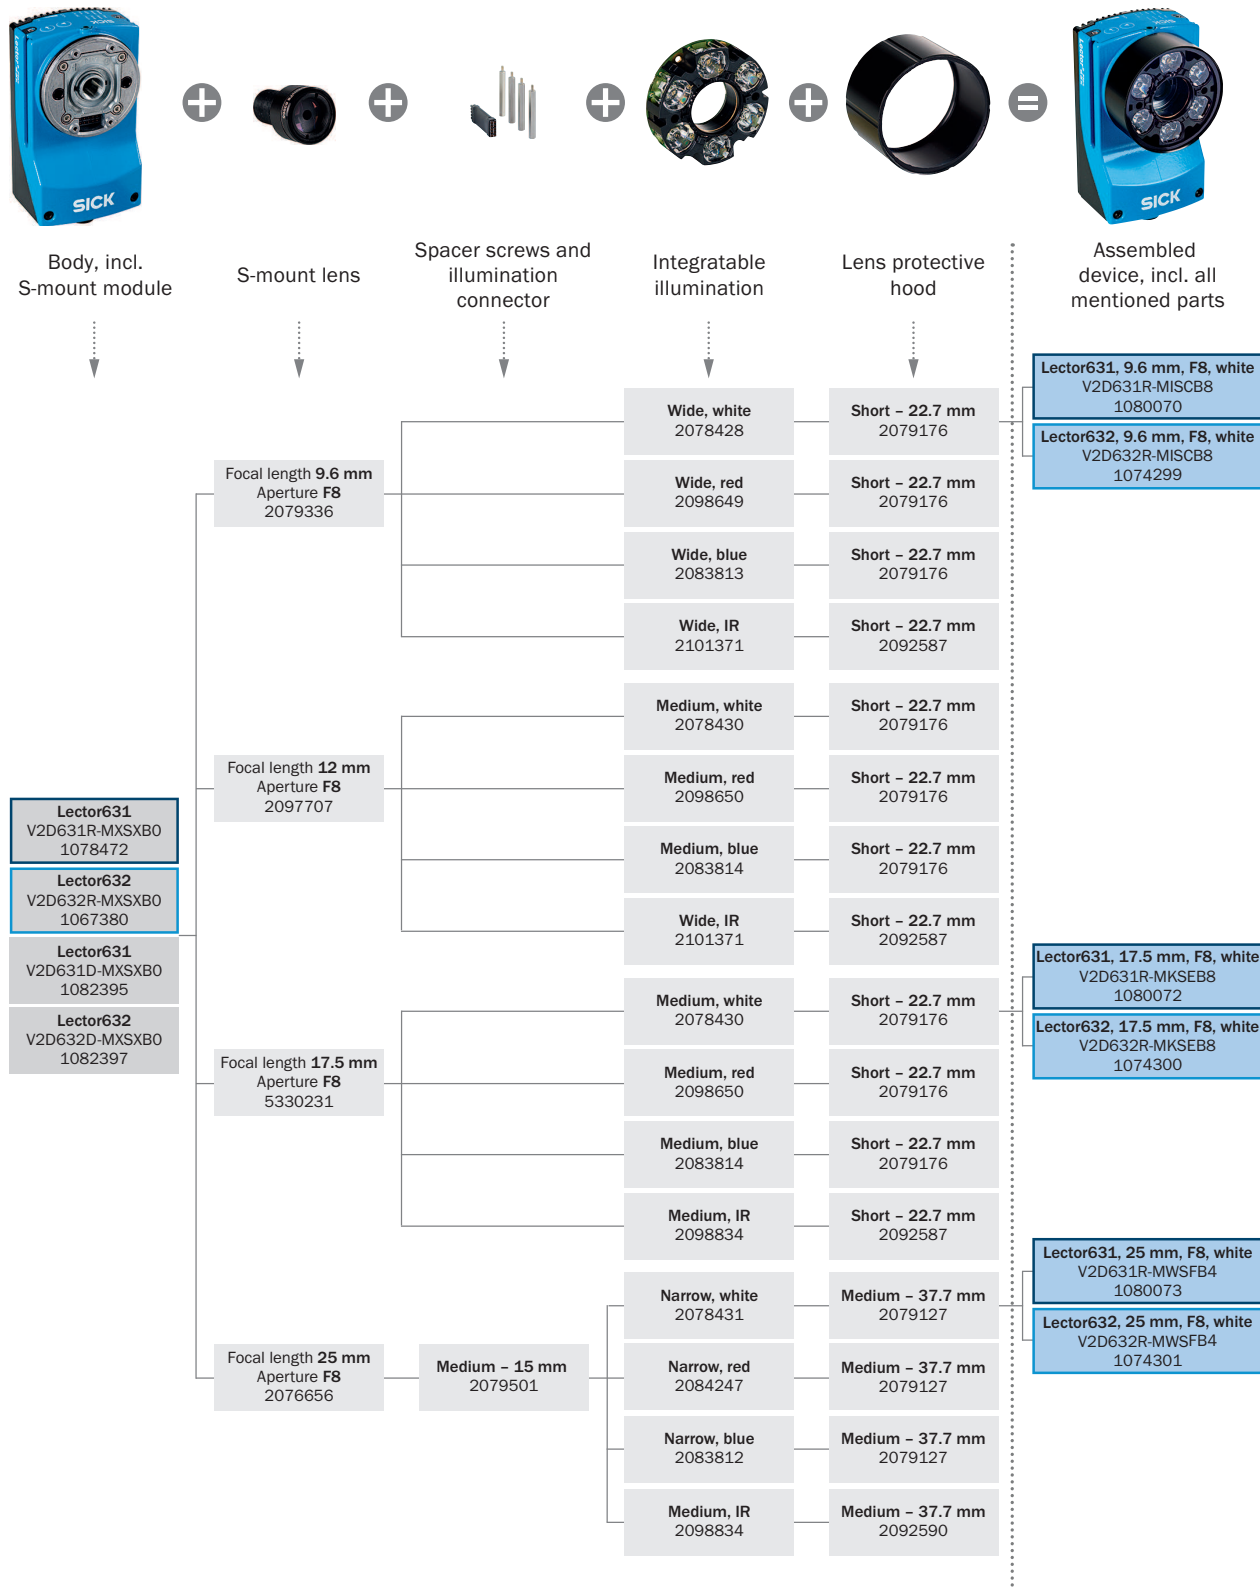 SICK
SICK
Body, incl.
S-mount module
S-mount lens
Spacer screws and
illumination
connector
Integratable
illumination
Lens protective
hood
Assembled
device, incl. all
mentioned parts
Lector631
V2D631R-MXSXB0
1078472
Lector632
V2D632R-MXSXB0
1067380
Lector631
V2D631D-MXSXB0
1082395
Lector632
V2D632D-MXSXB0
1082397
Focal length 9.6 mm
Aperture F8
2079336
Wide, white
2078428
Short – 22.7 mm
2079176
Lector631, 9.6 mm, F8, white
V2D631R-MISCB8
1080070
Lector632, 9.6 mm, F8, white
V2D632R-MISCB8
1074299
Wide, red
2098649
Short – 22.7 mm
2079176
Wide, blue
2083813
Short – 22.7 mm
2079176
Wide, IR
2101371
Short – 22.7 mm
2092587
Focal length 12 mm
Aperture F8
2097707
Medium, white
2078430
Short – 22.7 mm
2079176
Medium, red
2098650
Short – 22.7 mm
2079176
Medium, blue
2083814
Short – 22.7 mm
2079176
Wide, IR
2101371
Short – 22.7 mm
2092587
Focal length 17.5 mm
Aperture F8
5330231
Medium, white
2078430
Short – 22.7 mm
2079176
Lector631, 17.5 mm, F8, white
V2D631R-MKSEB8
1080072
Lector632, 17.5 mm, F8, white
V2D632R-MKSEB8
1074300
Medium, red
2098650
Short – 22.7 mm
2079176
Medium, blue
2083814
Short – 22.7 mm
2079176
Medium, IR
2098834
Short – 22.7 mm
2092587
Focal length 25 mm
Aperture F8
2076656
Medium – 15 mm
2079501
Narrow, white
2078431
Medium – 37.7 mm
2079127
Lector631, 25 mm, F8, white
V2D631R-MWSFB4
1080073
Lector632, 25 mm, F8, white
V2D632R-MWSFB4
1074301
Narrow, red
2084247
Medium – 37.7 mm
2079127
Narrow, blue
2083812
Medium – 37.7 mm
2079127
Medium, IR
2098834
Medium – 37.7 mm
2092590